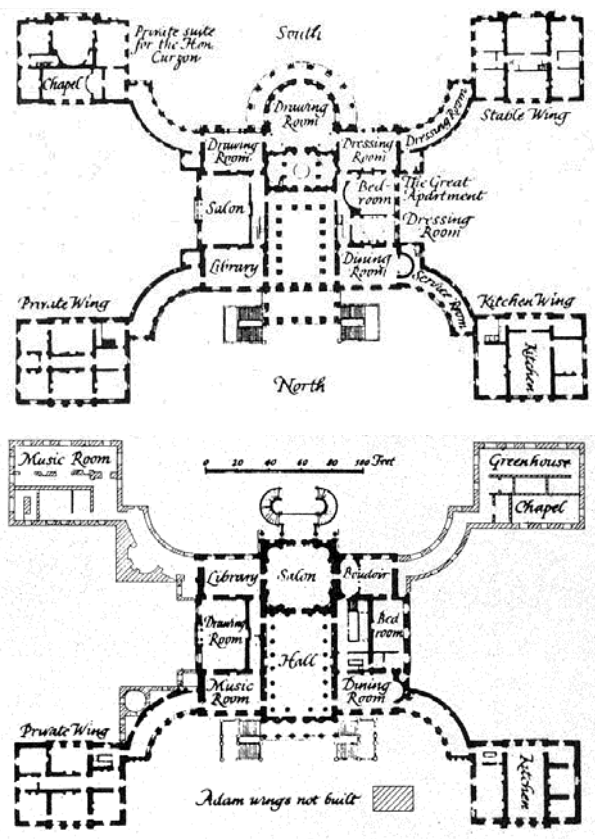 Private suite
for the Hon.
Curzon
South
Chapel
Drawing
Room
Dressing Room
Stable Wing
Drawing
Room
Dressing
Room
Salon
Bed-
room
The Great
Apartment
Dressing
Room
Library
Dining
Room
Service Room
Private Wing
Kitchen Wing
Kitchen
North
Music Room
0 20 40 60 80 100 Feet
Greenhouse
Chapel
Library
Salon
Boudoir
Drawing
Room
Bed
room
Hall
Music
Room
Dining
Room
Private Wing
Kitchen
Adam wings not built